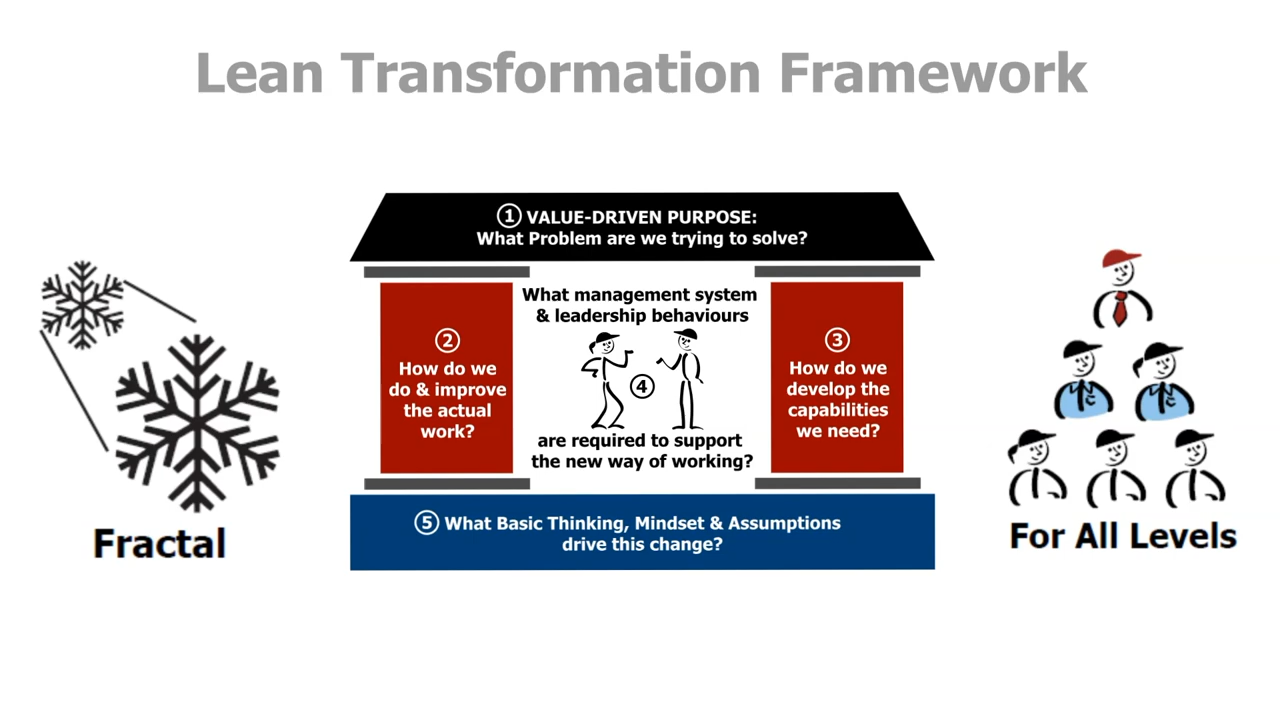 Lean Transformation Framework
① VALUE-DRIVEN PURPOSE:
What Problem are we trying to solve?
②
How do we
do & improve
the actual
work?
What management system
& leadership behaviours
④
are required to support
the new way of working?
③
How do we
develop the
capabilities
we need?
⑤ What Basic Thinking, Mindset & Assumptions
drive this change?
Fractal
For All Levels